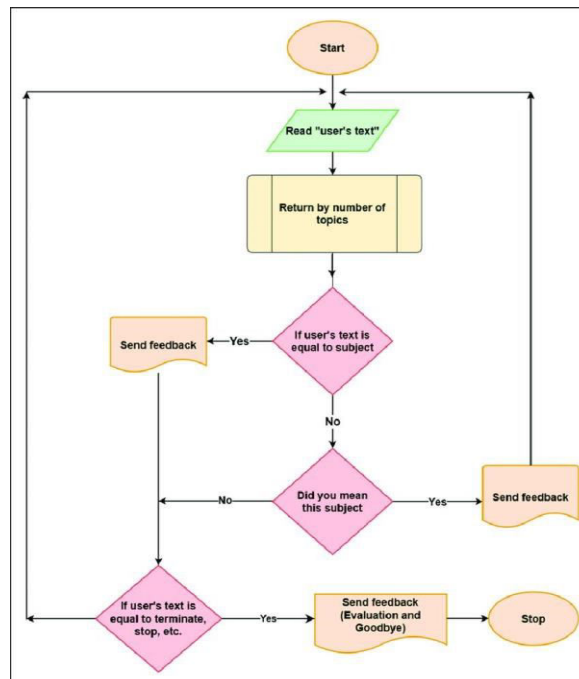 Start
Read "user's text"
Return by number of
topics
If user's text is
equal to subject
Yes
Send feedback
No
Did you mean
this subject
No
Yes
Send feedback
If user's text is
equal to terminate,
stop, etc.
Yes
Send feedback
(Evaluation and
Goodbye)
Stop